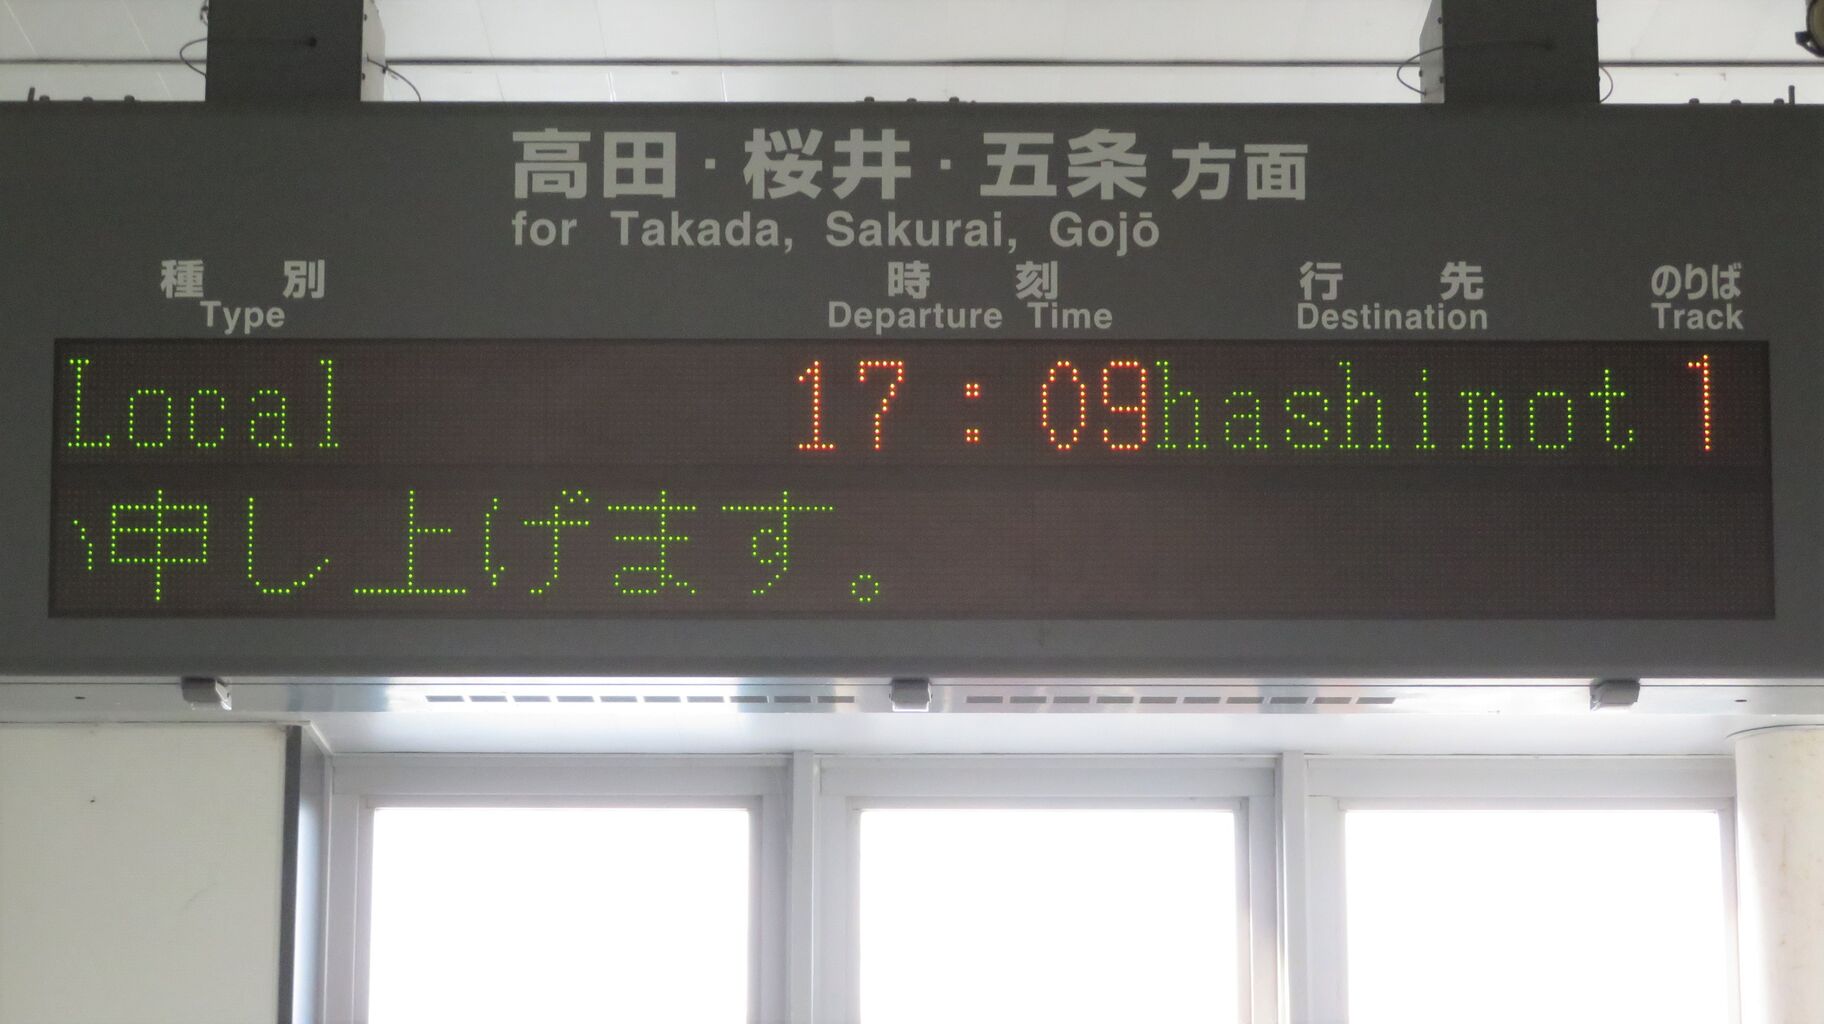 高田・桜井・五条方面
for Takada, Sakurai, Gojō
種別 時刻 行先 のりば
Type Departure Time Destination Track
Local 17:09 hashimot 1
申し上げます。